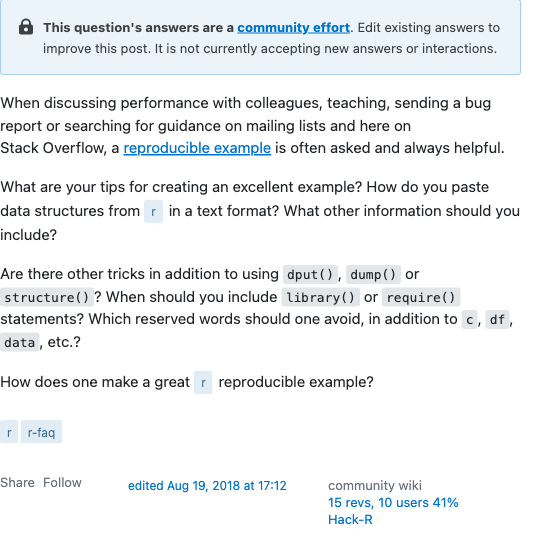 This question's answers are a community effort. Edit existing answers to
improve this post. It is not currently accepting new answers or interactions.
When discussing performance with colleagues, teaching, sending a bug
report or searching for guidance on mailing lists and here on
Stack Overflow, a reproducible example is often asked and always helpful.
What are your tips for creating an excellent example? How do you paste
data structures from r in a text format? What other information should you
include?
Are there other tricks in addition to using dput(), dump() or
structure()? When should you include library() or require()
statements? Which reserved words should one avoid, in addition to c, df,
data, etc.?
How does one make a great r reproducible example?
r r-faq
Share Follow edited Aug 19, 2018 at 17:12 community wiki
15 revs, 10 users 41%
Hack-R